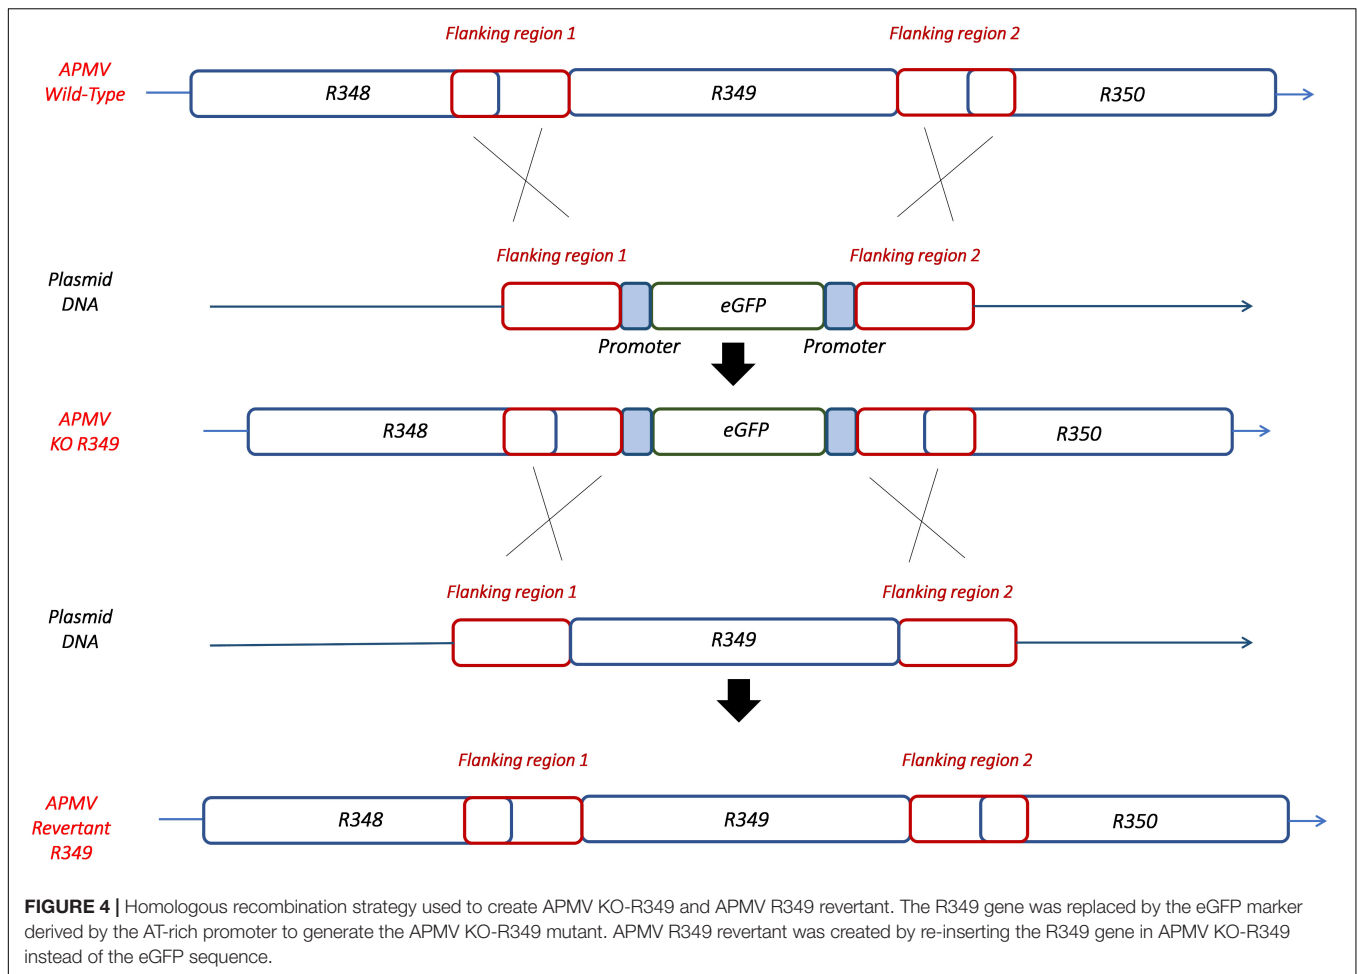 Flanking region 1
Flanking region 2
APMV
Wild-Type
R348
R349
R350
Flanking region 1
Flanking region 2
Plasmid
DNA
eGFP
Promoter
Promoter
APMV
KO R349
R348
eGFP
R350
Flanking region 1
Flanking region 2
Plasmid
DNA
R349
Flanking region 1
Flanking region 2
APMV
Revertant
R349
R348
R349
R350
FIGURE 4 | Homologous recombination strategy used to create APMV KO-R349 and APMV R349 revertant. The R349 gene was replaced by the eGFP marker
derived by the AT-rich promoter to generate the APMV KO-R349 mutant. APMV R349 revertant was created by re-inserting the R349 gene in APMV KO-R349
instead of the eGFP sequence.